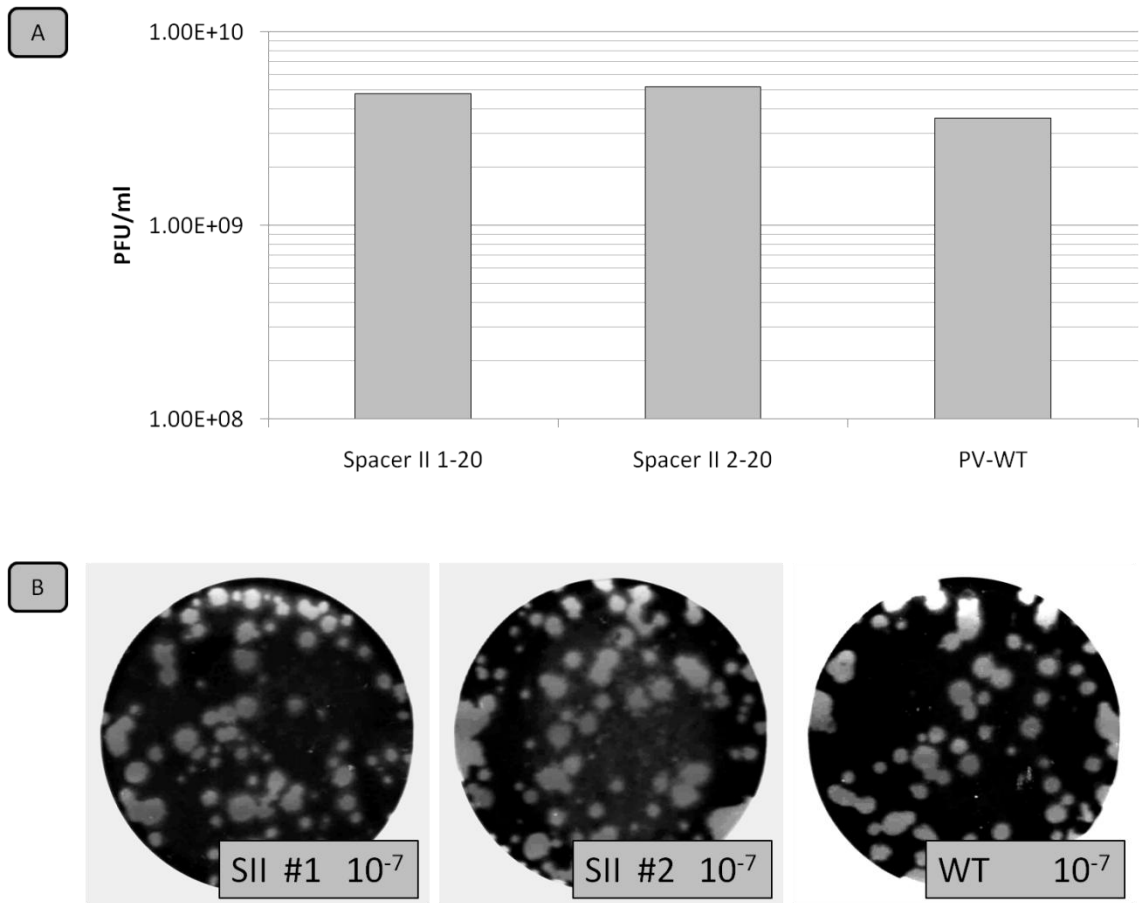 A
1.00E+10
1.00E+09
1.00E+08
PFU/ml
Spacer II 1-20
Spacer II 2-20
PV-WT
B
SII #1 10⁻⁷
SII #2 10⁻⁷
WT 10⁻⁷